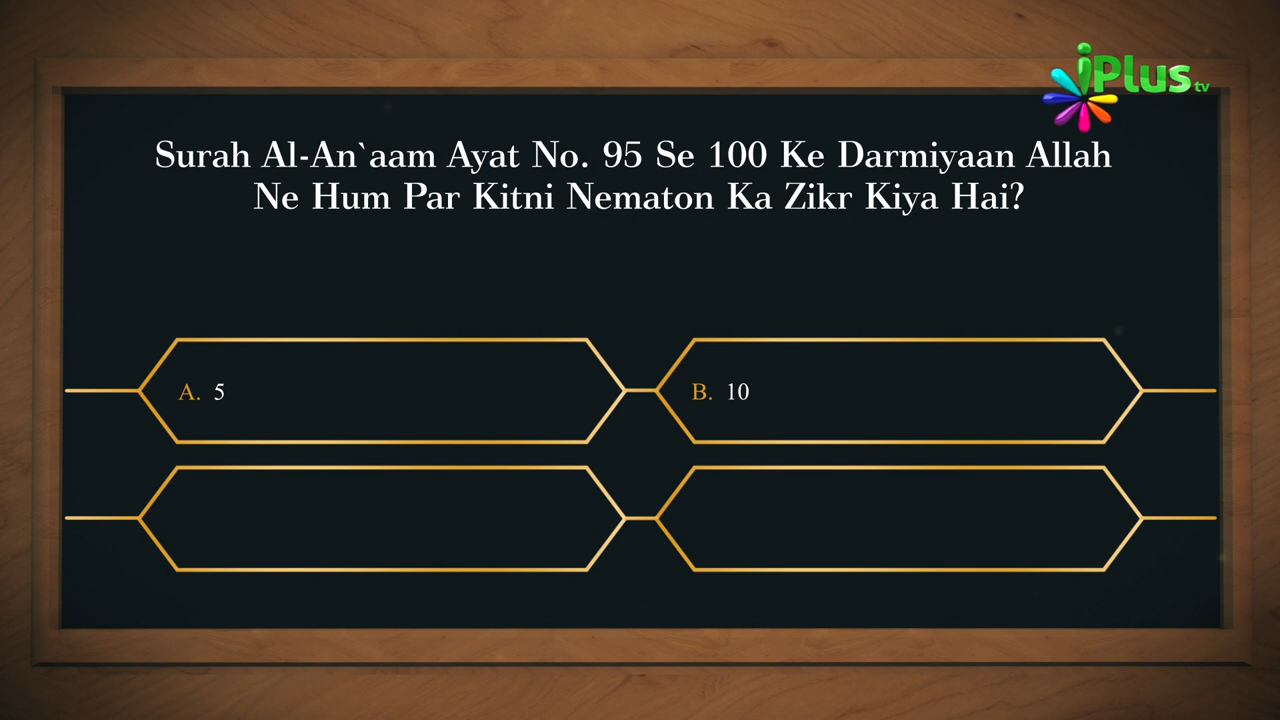 iPlus tv
Surah Al-An`aam Ayat No. 95 Se 100 Ke Darmiyaan Allah
Ne Hum Par Kitni Nematon Ka Zikr Kiya Hai?
A. 5
B. 10